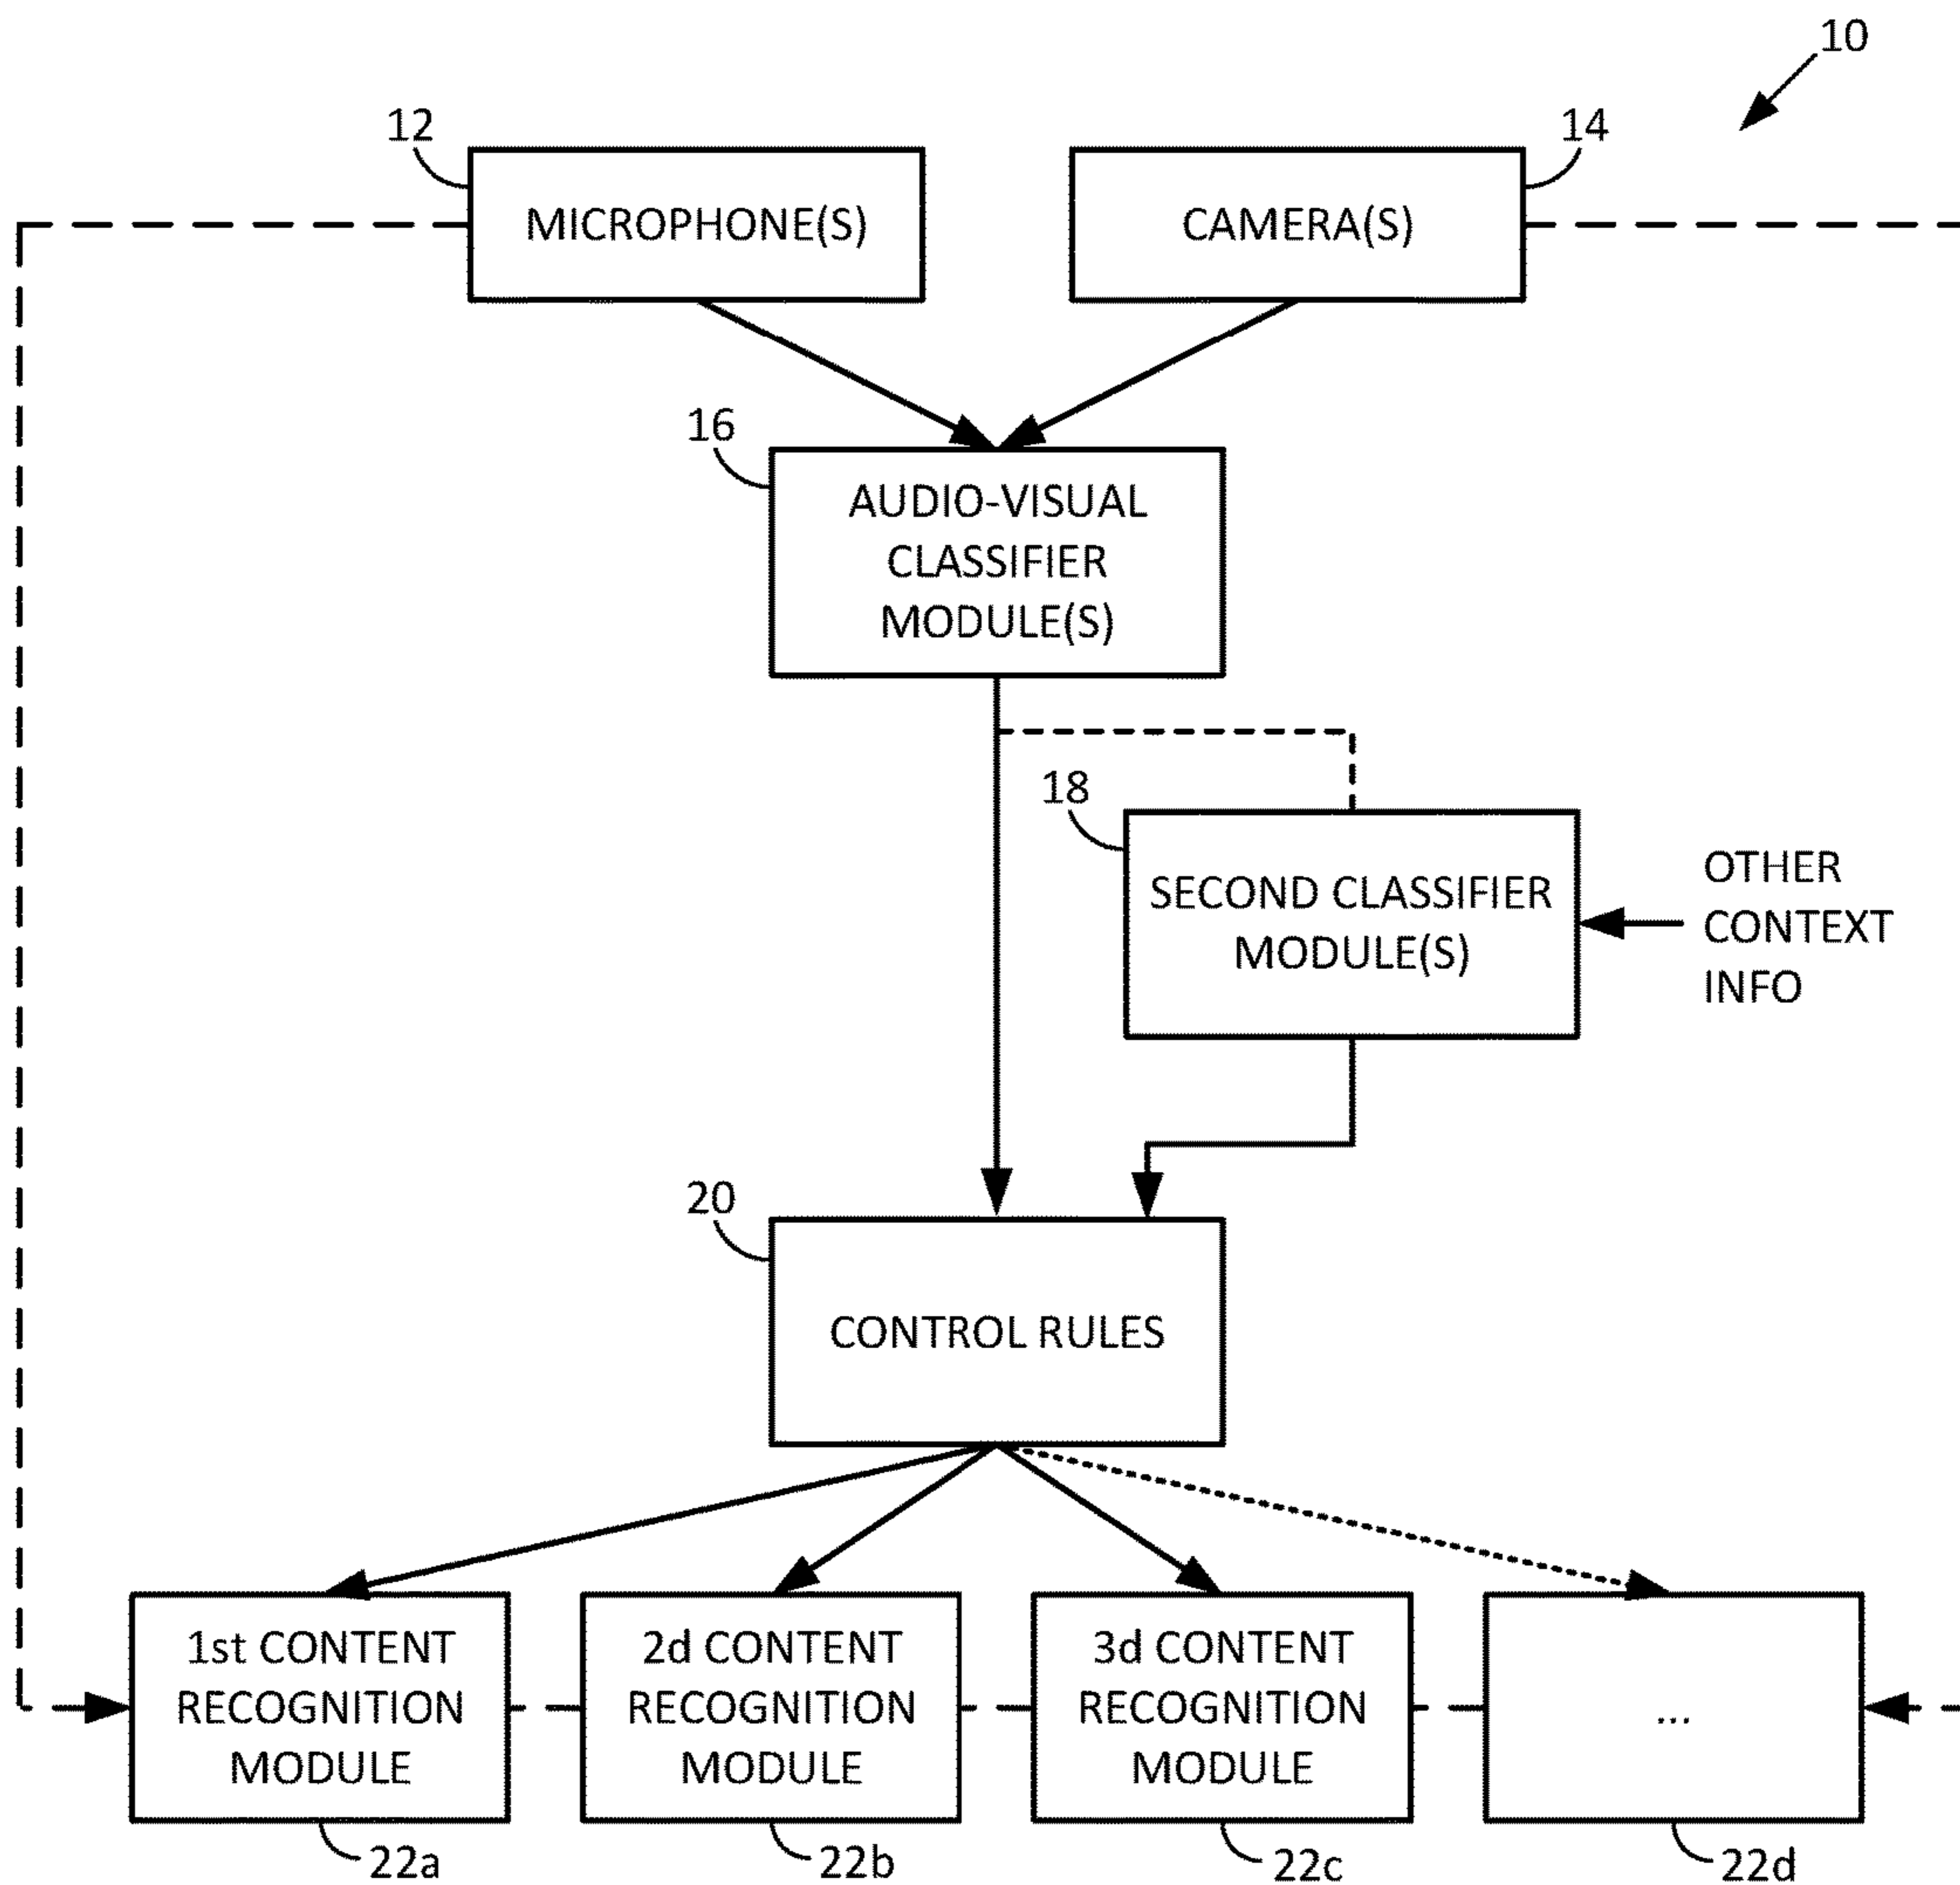 10
12
14
MICROPHONE(S)
CAMERA(S)
16
AUDIO-VISUAL
CLASSIFIER
MODULE(S)
18
SECOND CLASSIFIER
MODULE(S)
OTHER
CONTEXT
INFO
20
CONTROL RULES
1st CONTENT
RECOGNITION
MODULE
2d CONTENT
RECOGNITION
MODULE
3d CONTENT
RECOGNITION
MODULE
...
22a
22b
22c
22d